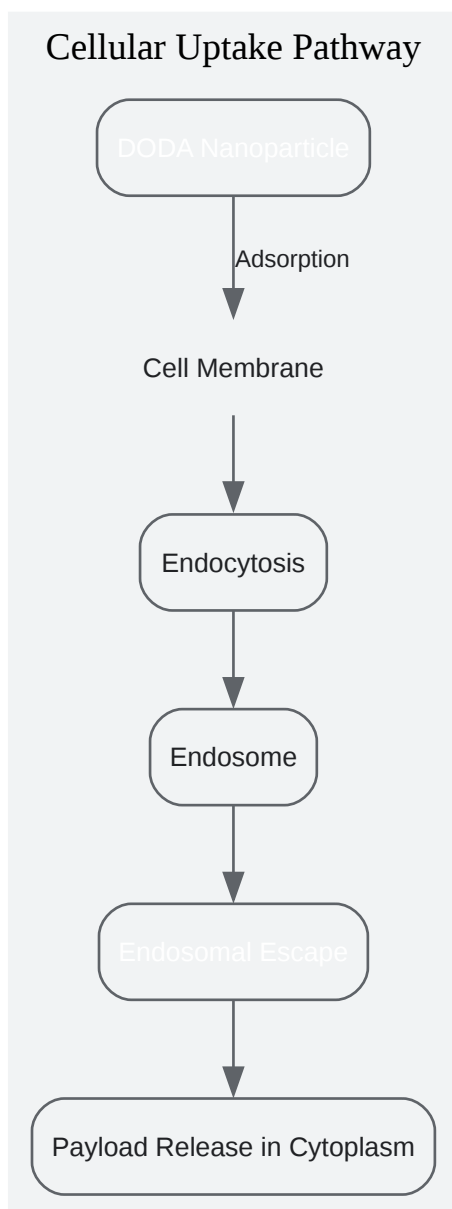 Cellular Uptake Pathway
DODA Nanoparticle
Adsorption
Cell Membrane
Endocytosis
Endosome
Endosomal Escape
Payload Release in Cytoplasm